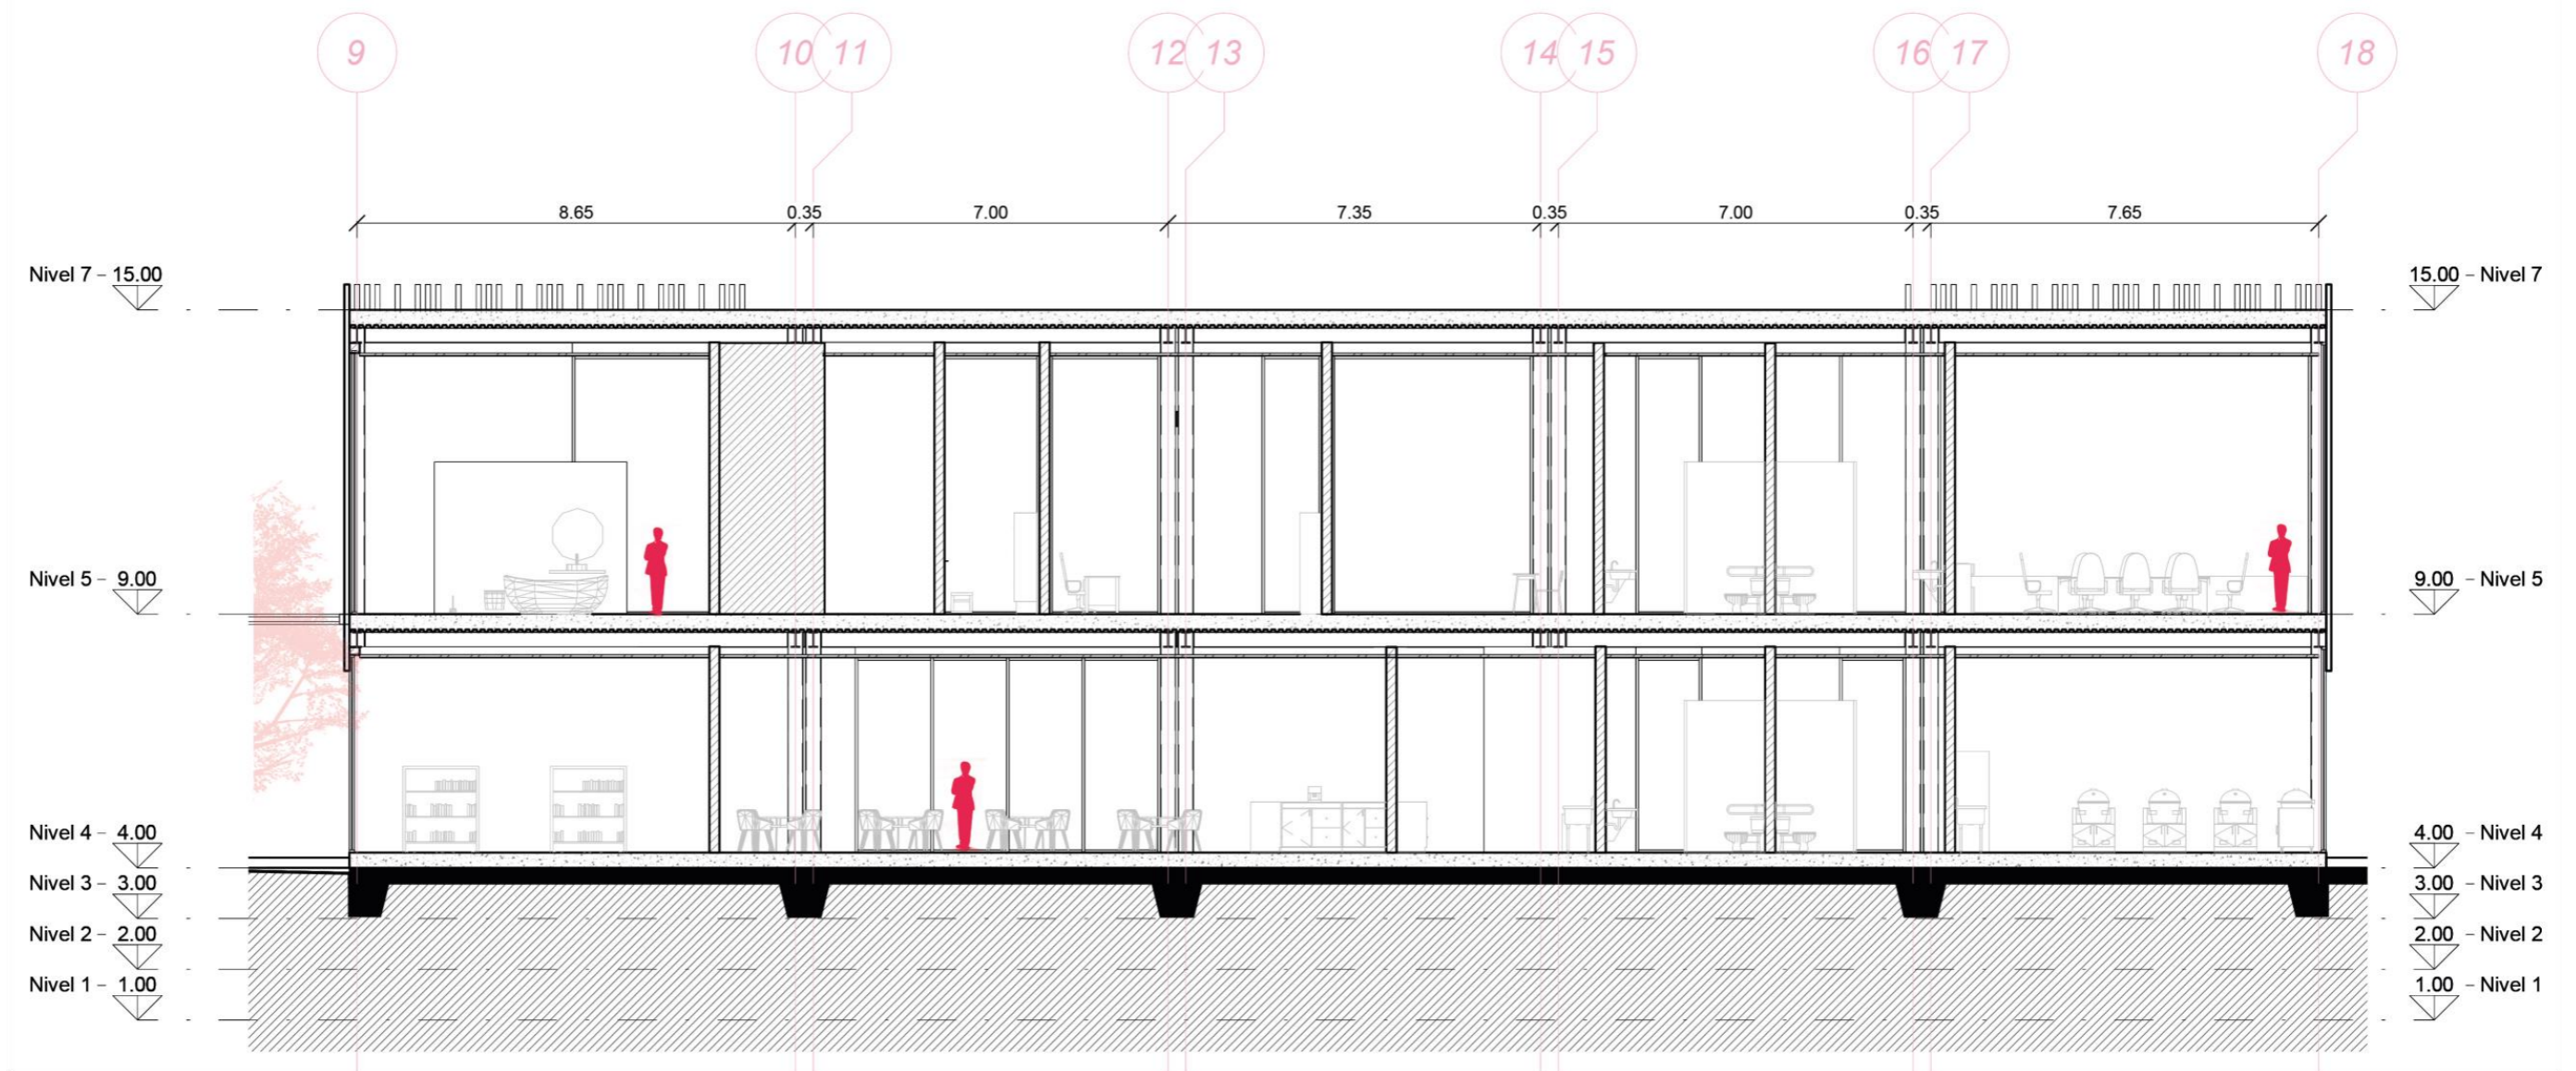 9 10 11 12 13 14 15 16 17 18
8.65 0.35 7.00 7.35 0.35 7.00 0.35 7.65
Nivel 7 - 15.00
15.00 - Nivel 7
Nivel 5 - 9.00
9.00 - Nivel 5
Nivel 4 - 4.00
4.00 - Nivel 4
Nivel 3 - 3.00
3.00 - Nivel 3
Nivel 2 - 2.00
2.00 - Nivel 2
Nivel 1 - 1.00
1.00 - Nivel 1